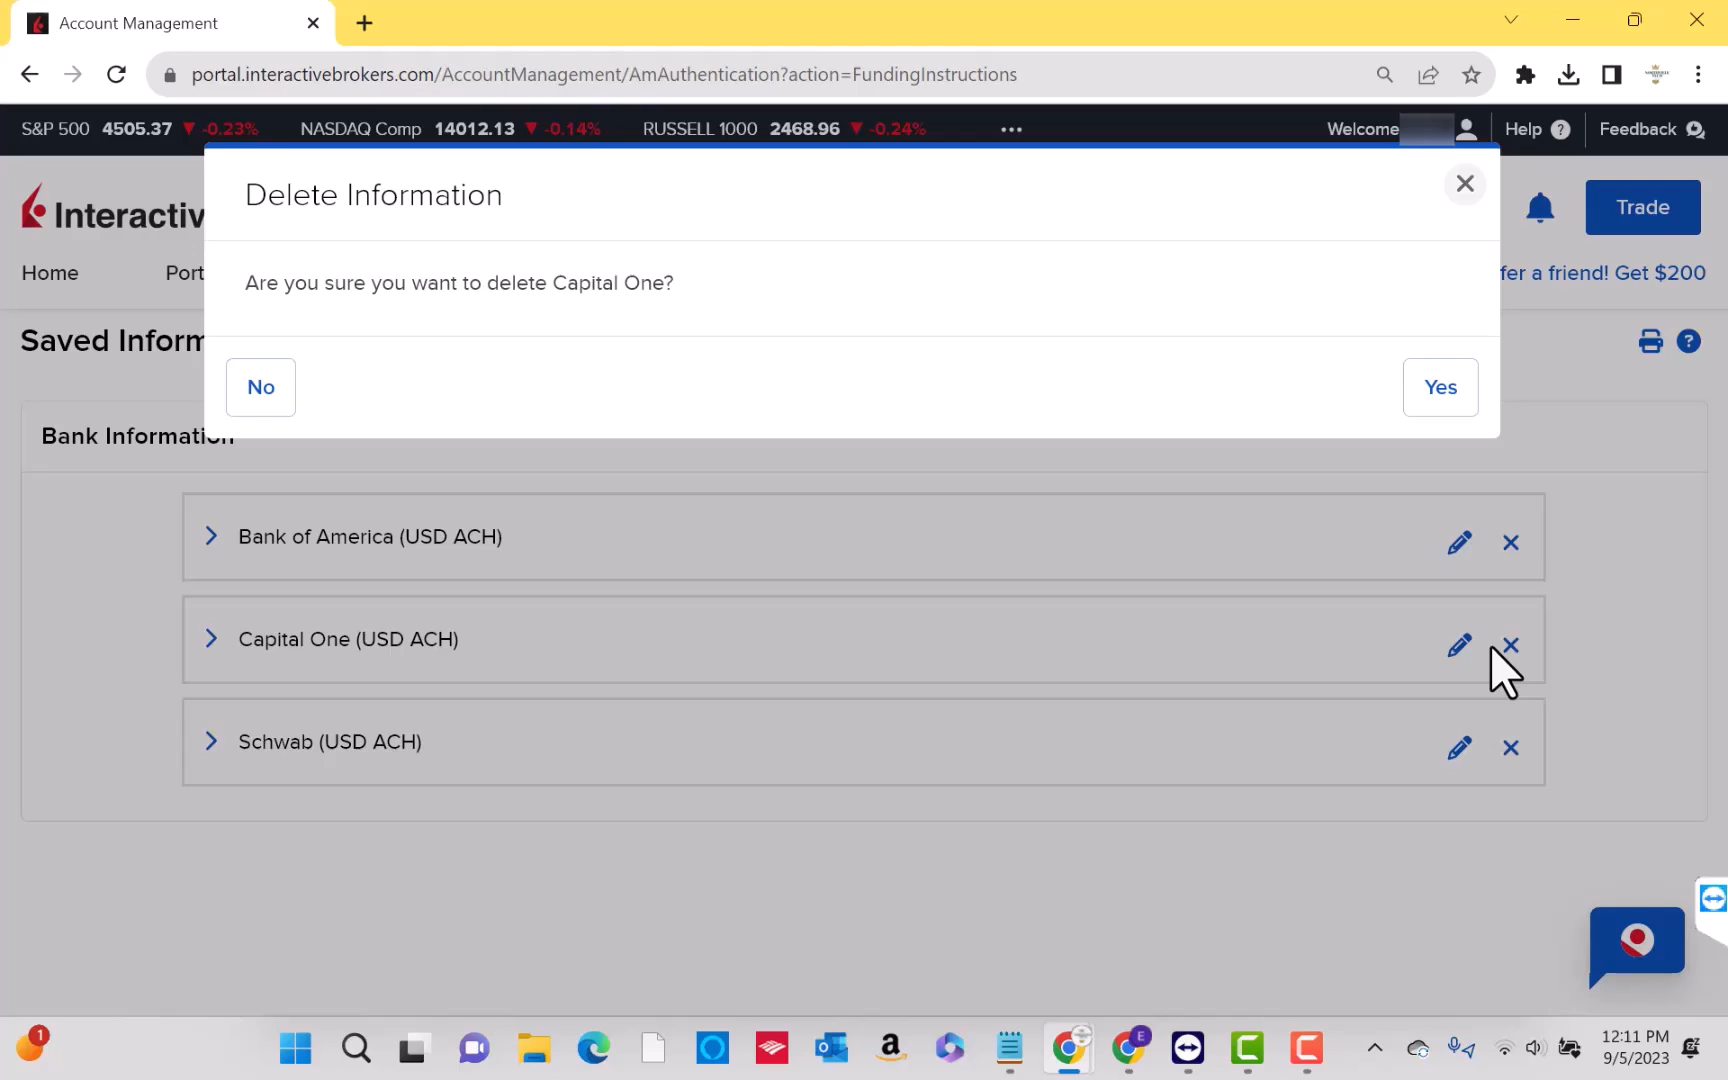 Account Management
portal.interactivebrokers.com/AccountManagement/AmAuthentication?action=FundingInstructions
S&P 500 4505.37 ▼ -0.23% NASDAQ Comp 14012.13 ▼ -0.14% RUSSELL 1000 2468.96 ▼ -0.24% ••• Welcome Help ? Feedback
Delete Information
Interactiv
Trade
Home Port
fer a friend! Get $200
Are you sure you want to delete Capital One?
Saved Inform
?
No Yes
Bank Information
Bank of America (USD ACH)
Capital One (USD ACH)
Schwab (USD ACH)
1
E
12:11 PM
9/5/2023